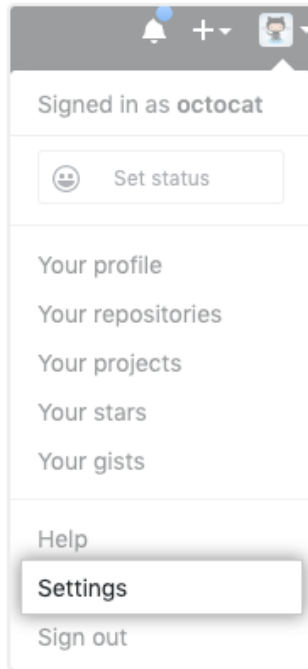 Signed in as octocat
Set status
Your profile
Your repositories
Your projects
Your stars
Your gists
Help
Settings
Sign out